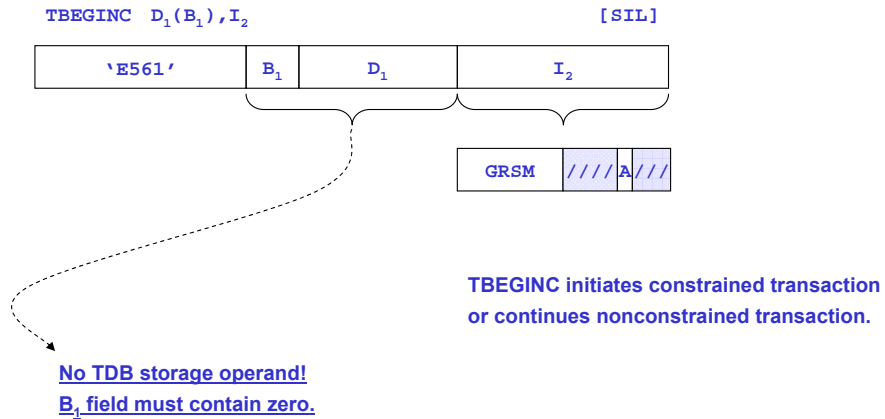 TBEGINC D₁(B₁),I₂ [SIL]
‘E561’ B₁ D₁ I₂
GRSM //// A ///
TBEGINC initiates constrained transaction
or continues nonconstrained transaction.
No TDB storage operand!
B₁ field must contain zero.